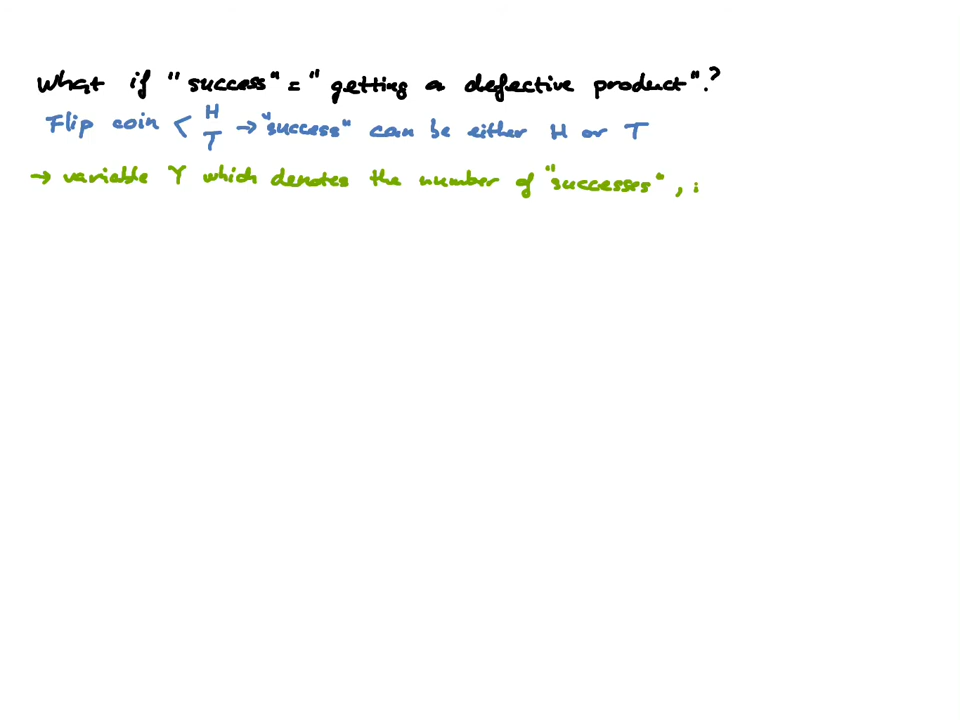 What if "success" = "getting a defective product"?
Flip coin < H T → "success" can be either H or T
→ variable Y which denotes the number of "successes", i